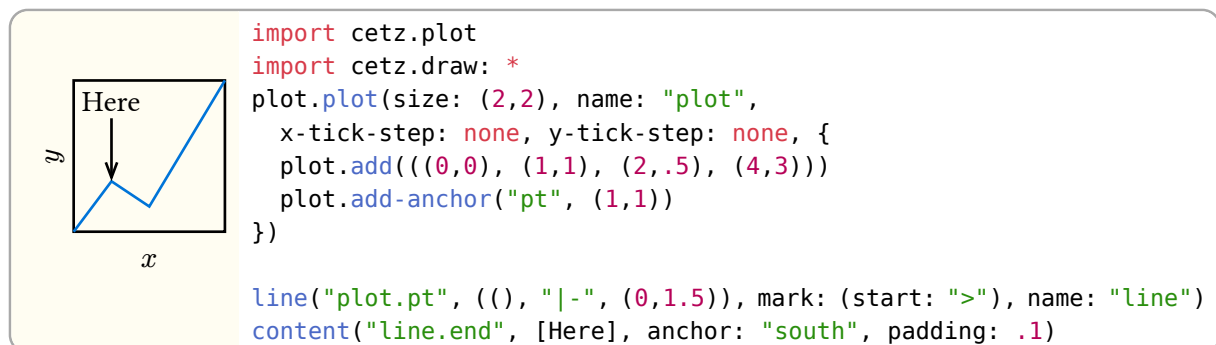 Here
y
x
import cetz.plot
import cetz.draw: *
plot.plot(size: (2,2), name: "plot",
  x-tick-step: none, y-tick-step: none, {
  plot.add(((0,0), (1,1), (2,.5), (4,3)))
  plot.add-anchor("pt", (1,1))
})

line("plot.pt", ((), "|-", (0,1.5)), mark: (start: ">"), name: "line")
content("line.end", [Here], anchor: "south", padding: .1)